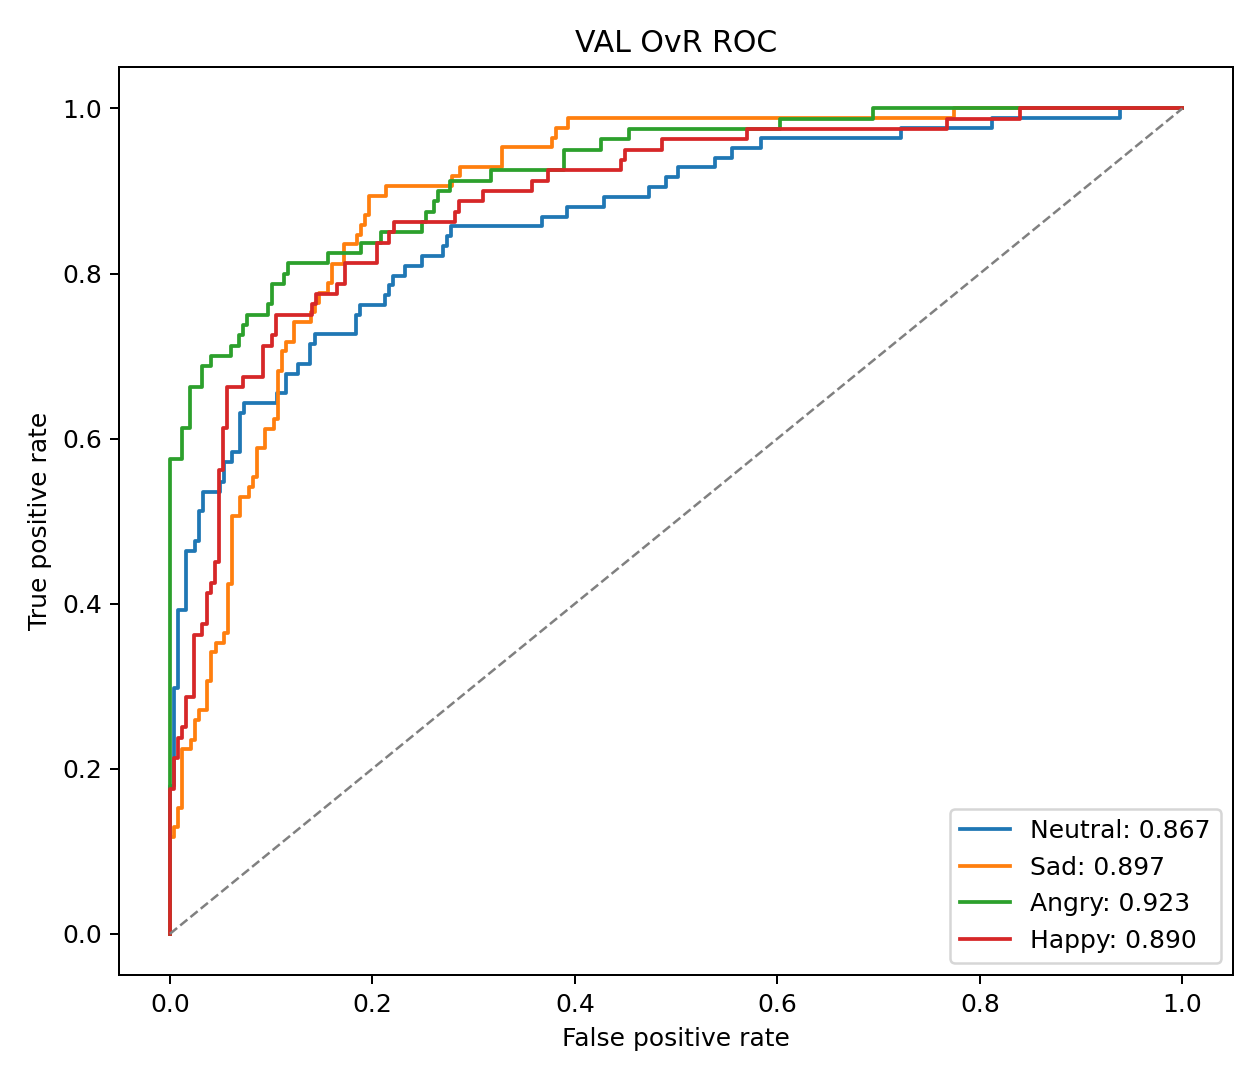 VAL OvR ROC
True positive rate
1.0
0.8
0.6
0.4
0.2
0.0
0.0 0.2 0.4 0.6 0.8 1.0
False positive rate
Neutral: 0.867
Sad: 0.897
Angry: 0.923
Happy: 0.890